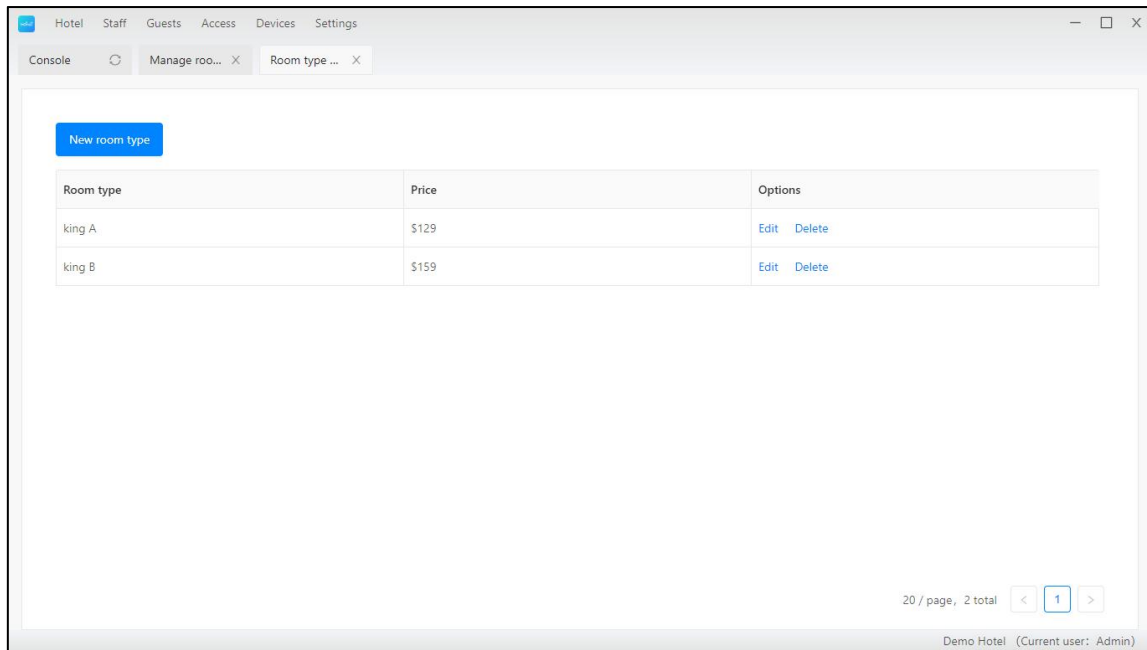 Hotel Staff Guests Access Devices Settings
Console Manage roo... Room type ...
New room type
Room type Price Options
king A $129 Edit Delete
king B $159 Edit Delete
20 / page, 2 total < 1 >
Demo Hotel (Current user: Admin)